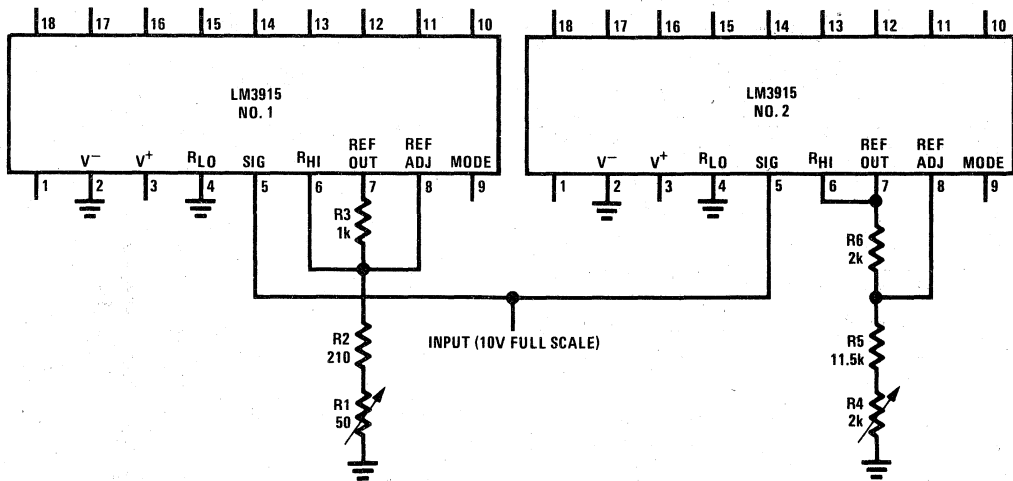 18 17 16 15 14 13 12 11 10
18 17 16 15 14 13 12 11 10
LM3915
NO. 1
LM3915
NO. 2
V⁻ V⁺ RLO SIG RHI REF OUT REF ADJ MODE
V⁻ V⁺ RLO SIG RHI REF OUT REF ADJ MODE
1 2 3 4 5 6 7 8 9
1 2 3 4 5 6 7 8 9
R3
1k
R6
2k
R2
210
INPUT (10V FULL SCALE)
R5
11.5k
R1
50
R4
2k